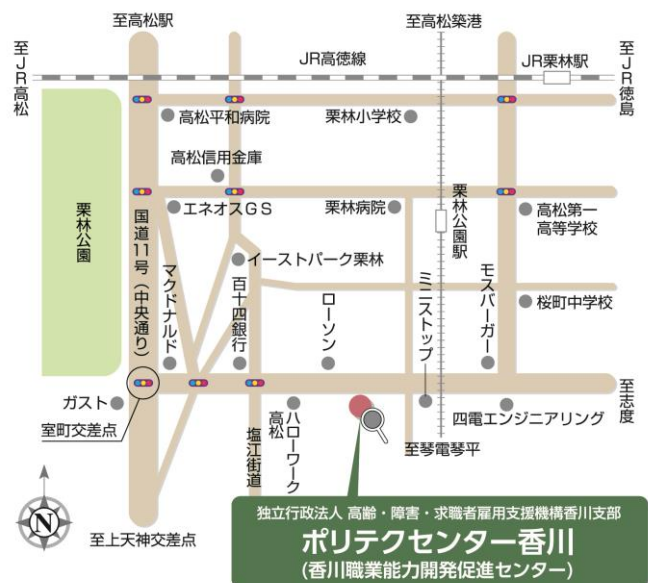 至高松駅
至高松築港
至JR高松
JR高徳線
JR栗林駅
至JR徳島
高松平和病院
栗林小学校
高松信用金庫
栗林公園
国道11号（中央通り）
エネオスGS
栗林病院
栗林公園駅
高松第一
高等学校
イーストパーク栗林
マクドナルド
百十四銀行
ローソン
ミニストップ
モスバーガー
桜町中学校
ガスト
室町交差点
塩江街道
ハローワーク
高松
四電エンジニアリング
至志度
至琴電琴平
N
至上天神交差点
独立行政法人 高齢・障害・求職者雇用支援機構香川支部
ポリテクセンター香川
(香川職業能力開発促進センター)